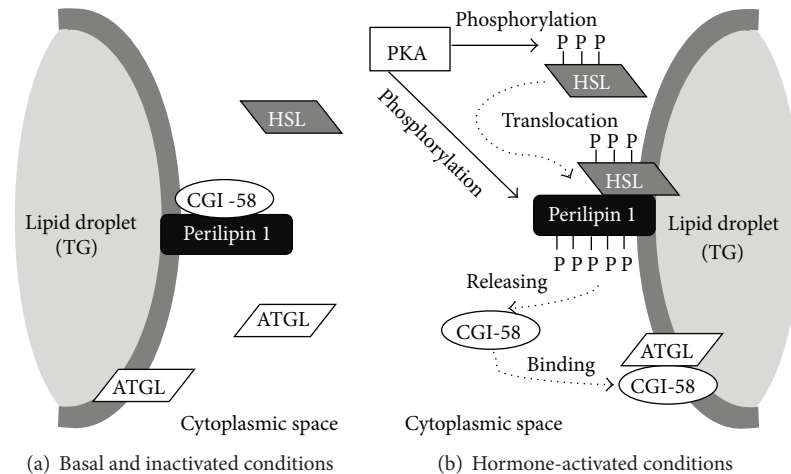 HSL
CGI -58
Perilipin 1
Lipid droplet
(TG)
ATGL
ATGL
Cytoplasmic space
(a) Basal and inactivated conditions
PKA
Phosphorylation
P P P
HSL
Phosphorylation
Translocation
P P P
HSL
Perilipin 1
P P P P P
Lipid droplet
(TG)
Releasing
CGI-58
Binding
ATGL
CGI-58
Cytoplasmic space
(b) Hormone-activated conditions